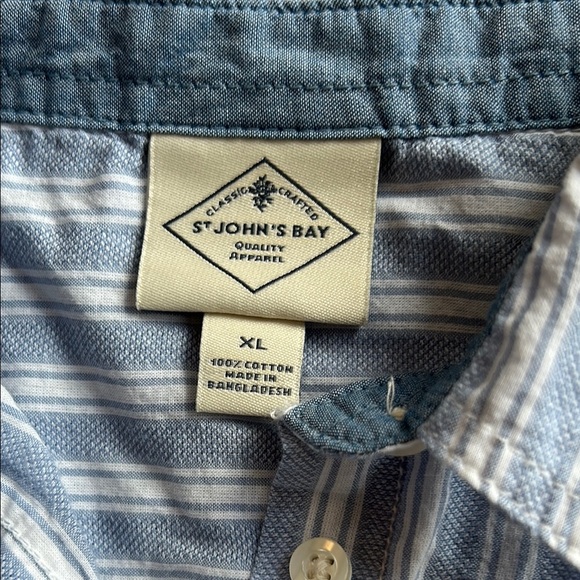 CLASSIC CRAFTED
ST JOHN'S BAY
QUALITY
APPAREL
XL
100% COTTON
MADE IN
BANGLADESH